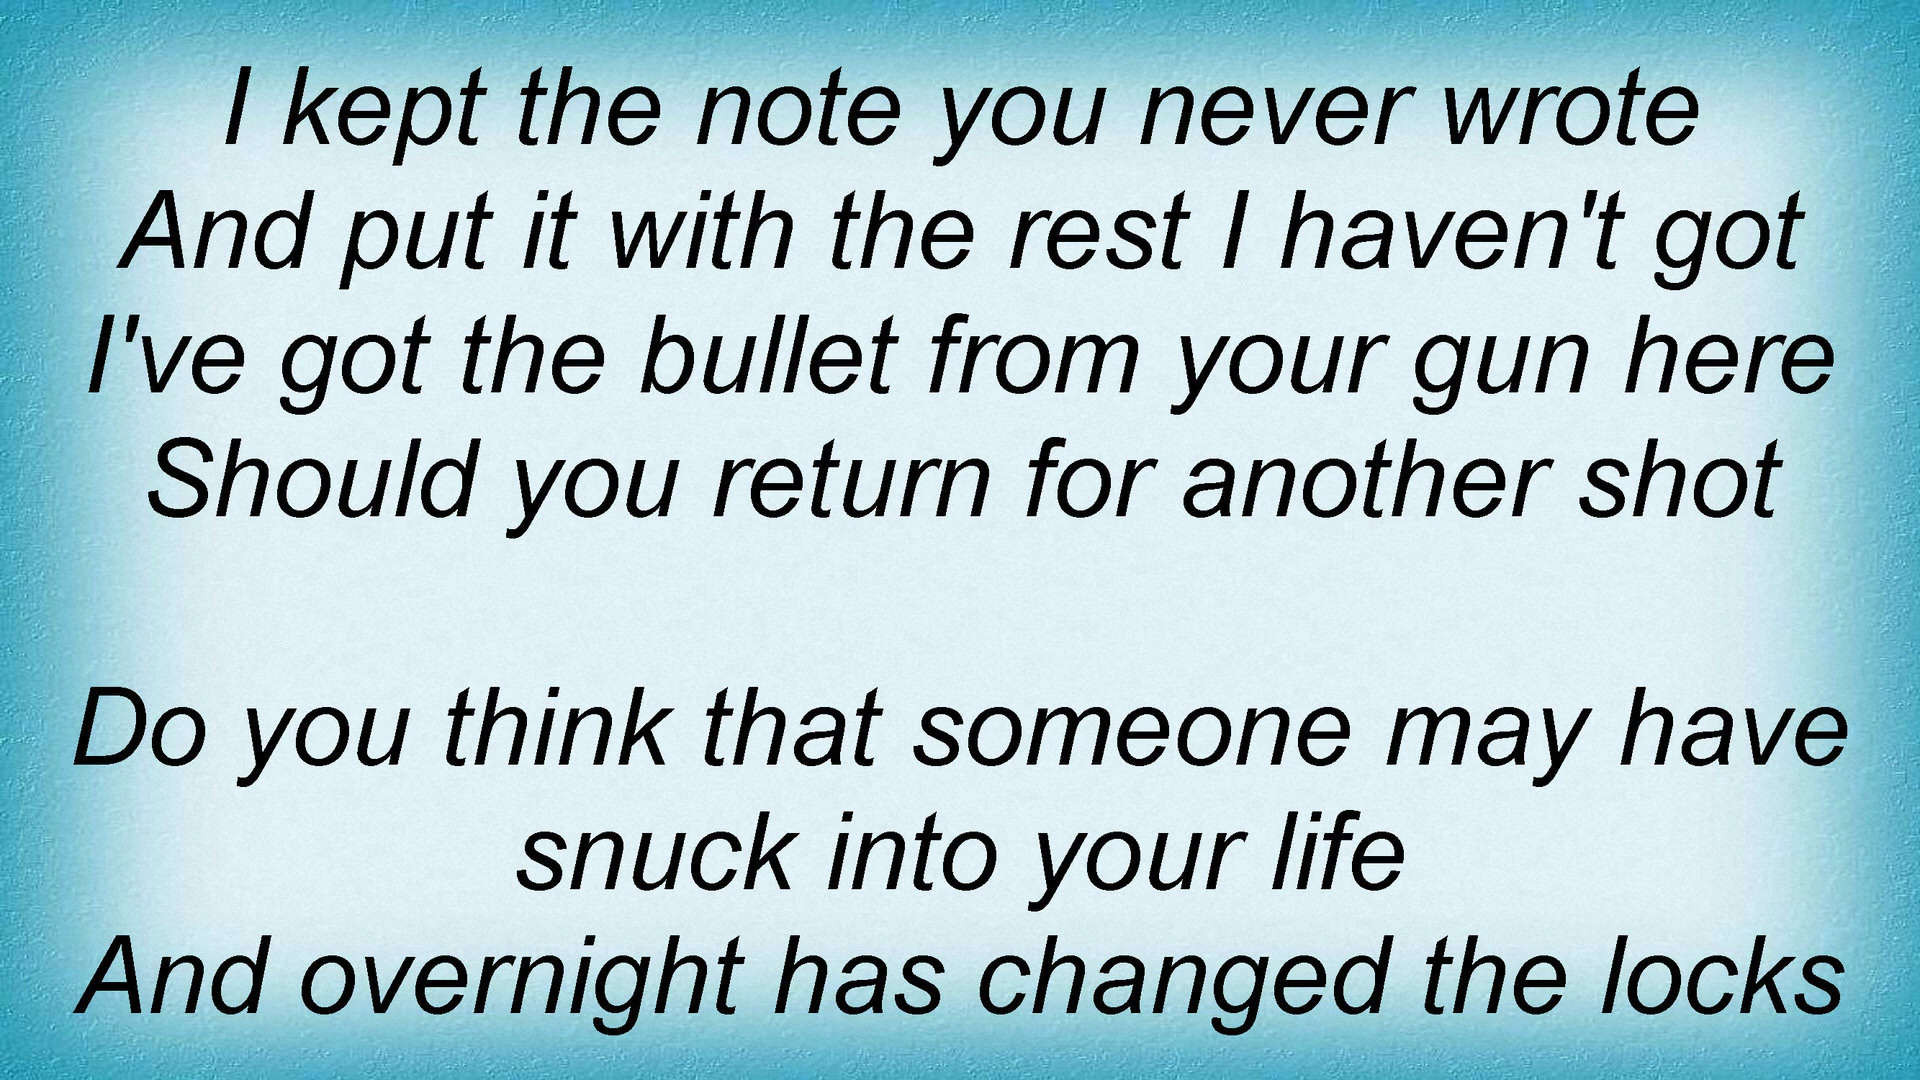 I kept the note you never wrote
And put it with the rest I haven't got
I've got the bullet from your gun here
Should you return for another shot
Do you think that someone may have
snuck into your life
And overnight has changed the locks